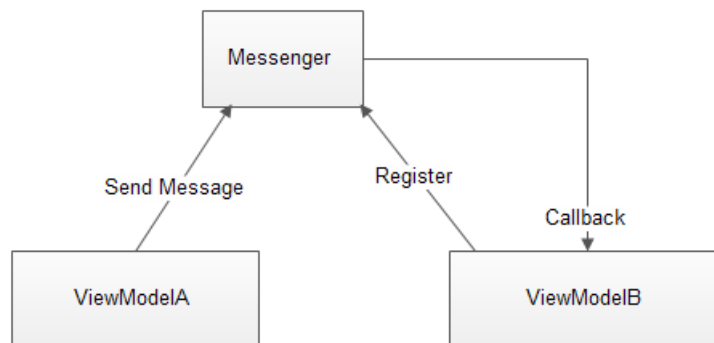 Messenger
Send Message
Register
Callback
ViewModelA
ViewModelB